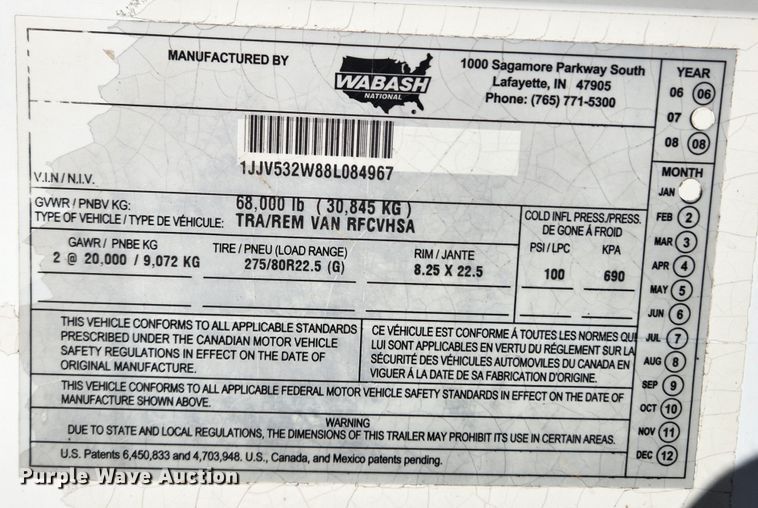 MANUFACTURED BY
WABASH
NATIONAL
1000 Sagamore Parkway South
Lafayette, IN 47905
Phone: (765) 771-5300
1JJV532W88L084967
V.I.N / N.I.V.
GVWR / PNBV KG: 68,000 lb ( 30,845 KG )
TYPE OF VEHICLE / TYPE DE VÉHICULE: TRA/REM VAN RFCVHSA
GAWR / PNBE KG
2 @ 20,000 / 9,072 KG
TIRE / PNEU (LOAD RANGE)
275/80R22.5 (G)
RIM / JANTE
8.25 X 22.5
COLD INFL PRESS./PRESS.
DE GONE À FROID
PSI / LPC KPA
100 690
THIS VEHICLE CONFORMS TO ALL APPLICABLE STANDARDS
PRESCRIBED UNDER THE CANADIAN MOTOR VEHICLE
SAFETY REGULATIONS IN EFFECT ON THE DATE OF
ORIGINAL MANUFACTURE.
CE VÉHICULE EST CONFORME À TOUTES LES NORMES QUI
LUI SONT APPLICABLES EN VERTU DU RÉGLEMENT SUR LA
SÉCURITÉ DES VÉHICULES AUTOMOVILES DU CANADA EN
VIGUER À LA DATE DE SA FABRICATION D'ORIGINE.
THIS VEHICLE CONFORMS TO ALL APPLICABLE FEDERAL MOTOR VEHICLE SAFETY STANDARDS IN EFFECT ON THE DATE OF
MANUFACTURE SHOWN ABOVE.
WARNING
DUE TO STATE AND LOCAL REGULATIONS, THE DIMENSIONS OF THIS TRAILER MAY PROHIBIT ITS USE IN CERTAIN AREAS.
U.S. Patents 6,450,833 and 4,703,948. U.S., Canada, and Mexico patents pending.
YEAR
06 06
07
08 08
MONTH
JAN
FEB 2
MAR 3
APR 4
MAY 5
JUN 6
JUL 7
AUG 8
SEP 9
OCT 10
NOV 11
DEC 12
Purple Wave Auction